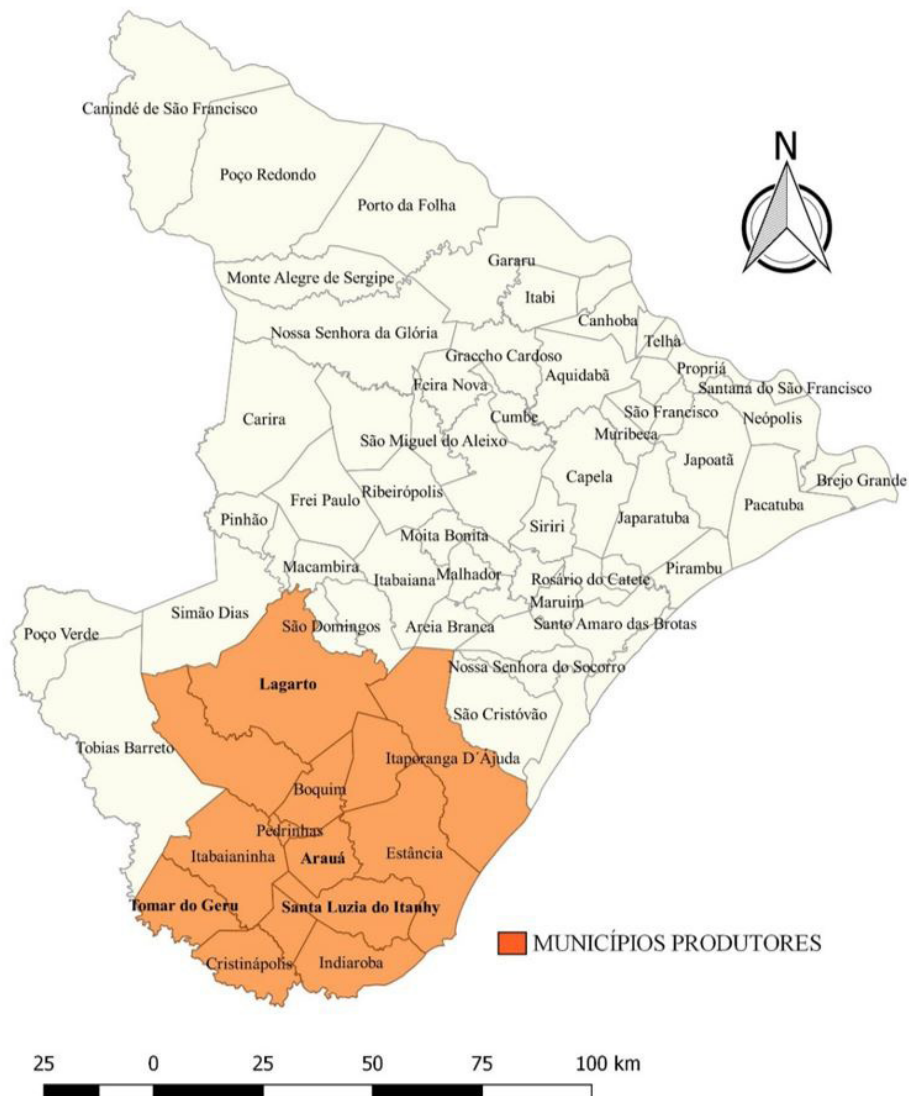 Canindé de São Francisco
Poço Redondo
N
Porto da Folha
Gararu
Monte Alegre de Sergipe
Itabi
Canhoba
Nossa Senhora da Glória
Telha
Graccho Cardoso
Propriá
Aquidabã
Feira Nova
Santana do São Francisco
São Francisco
Cumbe
Neópolis
Carira
Muribeca
São Miguel do Aleixo
Japoatã
Capela
Brejo Grande
Ribeirópolis
Frei Paulo
Pacatuba
Pinhão
Siriri
Japaratuba
Moita Bonita
Macambira
Pirambu
Itabaiana
Malhador
Rosário do Catete
Maruim
Simão Dias
São Domingos
Areia Branca
Santo Amaro das Brotas
Poço Verde
Nossa Senhora do Socorro
Lagarto
São Cristóvão
Tobias Barreto
Itaporanga D´Ajuda
Boquim
Pedrinhas
Itabaianinha
Arauá
Estância
Tomar do Geru
Santa Luzia do Itanhy
MUNICÍPIOS PRODUTORES
Cristinápolis
Indiaroba
25 0 25 50 75 100 km